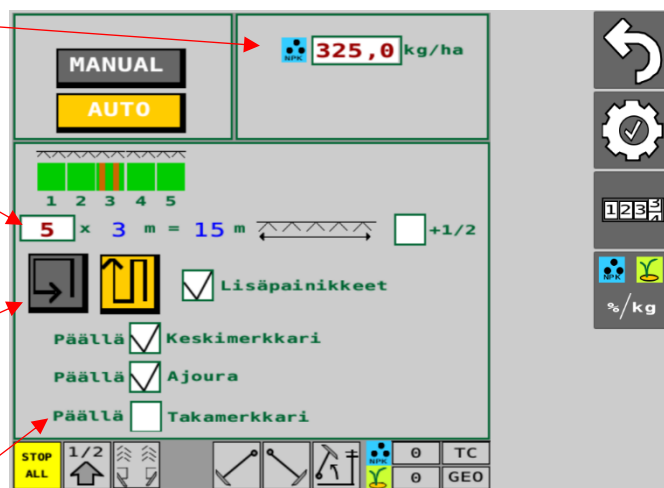 MANUAL
AUTO
NPK 325,0 kg/ha
1 2 3 4 5
5 x 3 m = 15 m +1/2
Lisäpainikkeet
Päällä Keskimerkkari
Päällä Ajoura
Päällä Takamerkkari
1234
NPK
%/kg
STOP ALL
1/2
NPK 0 TC
0 GEO